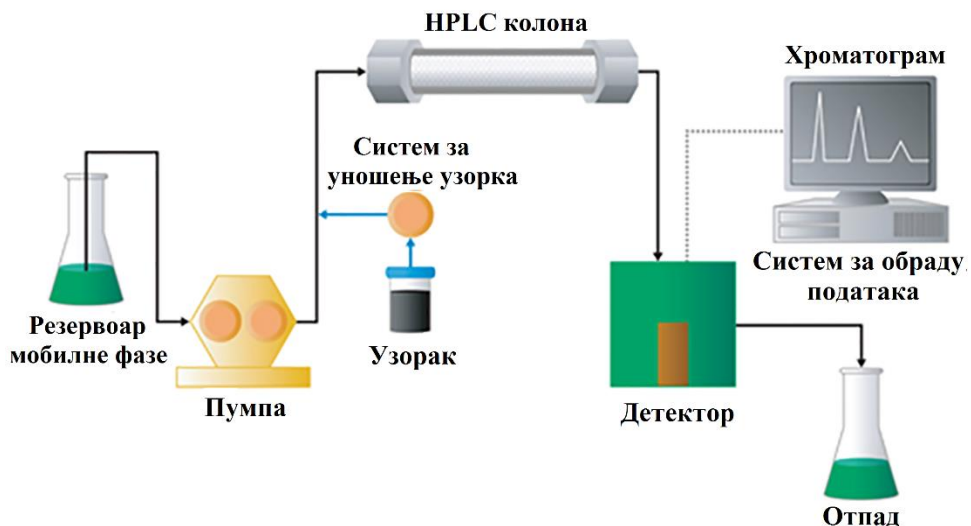 HPLC колона
Хроматограм
Систем за
уношење узорка
Систем за обраду
података
Резервоар
мобилне фазе
Узорак
Пумпа
Детектор
Отпад